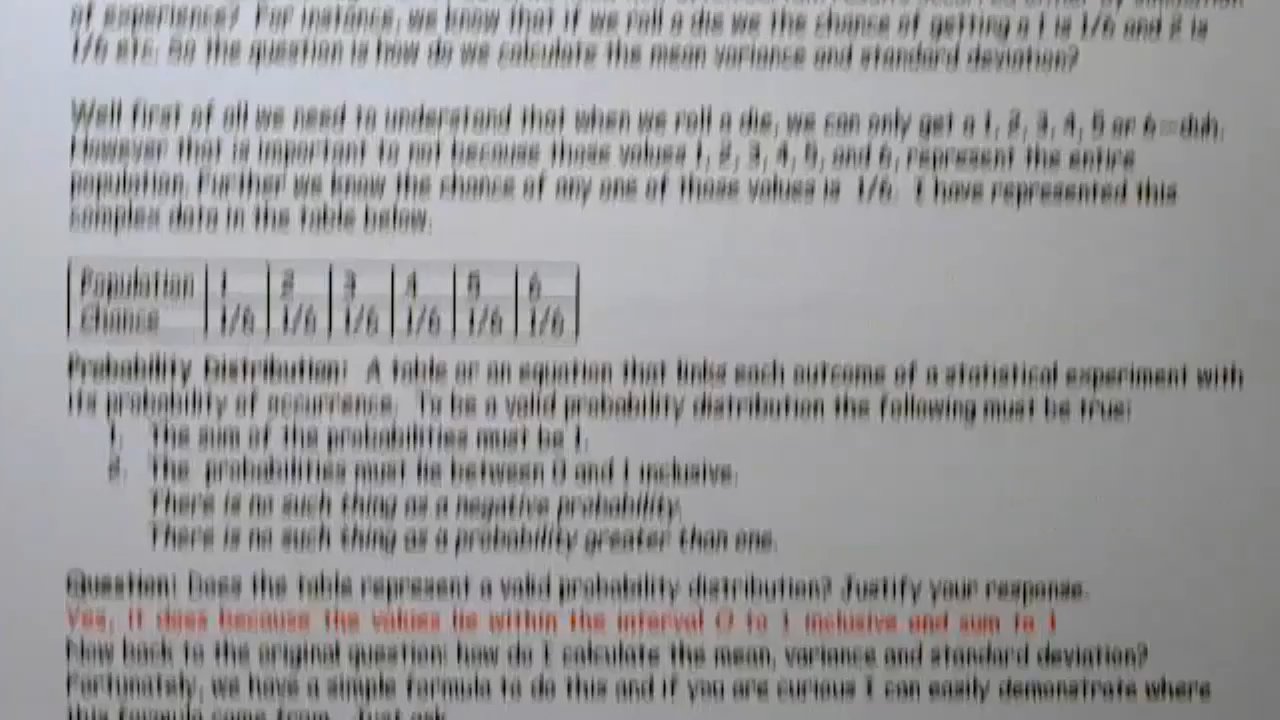 of experience? For instance, we know that if we roll a die we the chance of getting a 1 is 1/6 and 2 is
1/6 etc. So the question is how do we calculate the mean variance and standard deviation?
Well first of all we need to understand that when we roll a die, we can only get a 1, 2, 3, 4, 5 or 6—duh.
However that is important to not because those values 1, 2, 3, 4, 5, and 6, represent the entire
population. Further we know the chance of any one of those values is 1/6. I have represented this
complex data in the table below.
Population 1 2 3 4 5 6
Chance 1/6 1/6 1/6 1/6 1/6 1/6
Probability Distribution: A table or an equation that links each outcome of a statistical experiment with
its probability of occurrence. To be a valid probability distribution the following must be true:
1. The sum of the probabilities must be 1.
2. The probabilities must lie between 0 and 1 inclusive.
There is no such thing as a negative probability.
There is no such thing as a probability greater than one.
Question: Does the table represent a valid probability distribution? Justify your response.
Yes, it does because the values lie within the interval 0 to 1 inclusive and sum to 1
Now back to the original question: how do I calculate the mean, variance and standard deviation?
Fortunately, we have a simple formula to do this and if you are curious I can easily demonstrate where
this formula come from. Just ask